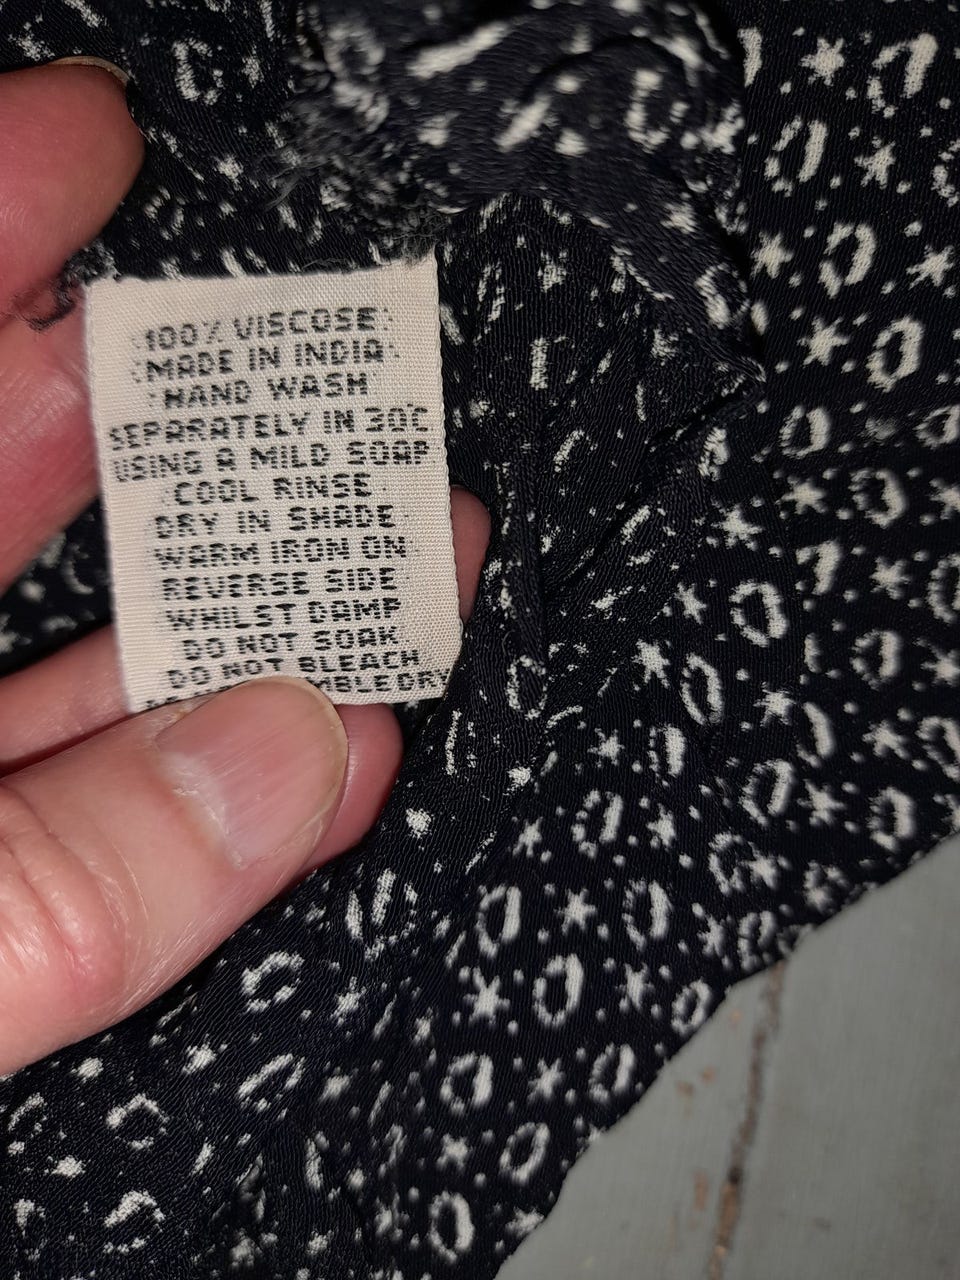 100% VISCOSE
MADE IN INDIA
HAND WASH
SEPARATELY IN 30°C
USING A MILD SOAP
COOL RINSE
DRY IN SHADE
WARM IRON ON
REVERSE SIDE
WHILST DAMP
DO NOT SOAK
DO NOT BLEACH